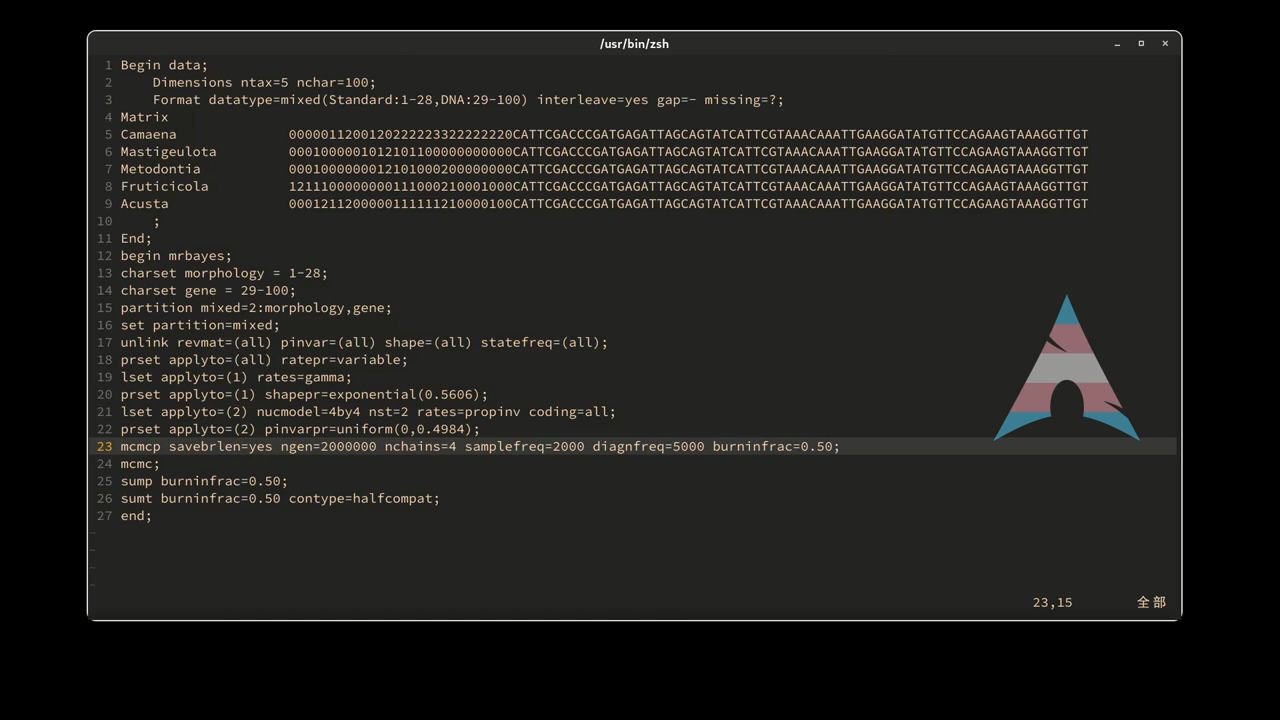 /usr/bin/zsh
1 Begin data;
2     Dimensions ntax=5 nchar=100;
3     Format datatype=mixed(Standard:1-28,DNA:29-100) interleave=yes gap=- missing=?;
4 Matrix
5 Camaena              0000011200120222223322222220CATTCGACCCGATGAGATTAGCAGTATCATTCGTAAACAAATTGAAGGATATGTTCCAGAAGTAAAGGTTGT
6 Mastigeulota         0001000010121011000000000000CATTCGACCCGATGAGATTAGCAGTATCATTCGTAAACAAATTGAAGGATATGTTCCAGAAGTAAAGGTTGT
7 Metodontia           0001000000121010002000000000CATTCGACCCGATGAGATTAGCAGTATCATTCGTAAACAAATTGAAGGATATGTTCCAGAAGTAAAGGTTGT
8 Fruticicola          1211100000000111000210001000CATTCGACCCGATGAGATTAGCAGTATCATTCGTAAACAAATTGAAGGATATGTTCCAGAAGTAAAGGTTGT
9 Acusta               0001211200000111111210000100CATTCGACCCGATGAGATTAGCAGTATCATTCGTAAACAAATTGAAGGATATGTTCCAGAAGTAAAGGTTGT
10     ;
11 End;
12 begin mrbayes;
13 charset morphology = 1-28;
14 charset gene = 29-100;
15 partition mixed=2:morphology,gene;
16 set partition=mixed;
17 unlink revmat=(all) pinvar=(all) shape=(all) statefreq=(all);
18 prset applyto=(all) ratepr=variable;
19 lset applyto=(1) rates=gamma;
20 prset applyto=(1) shapepr=exponential(0.5606);
21 lset applyto=(2) nucmodel=4by4 nst=2 rates=propinv coding=all;
22 prset applyto=(2) pinvarpr=uniform(0,0.4984);
23 mcmcp savebrlen=yes ngen=2000000 nchains=4 samplefreq=2000 diagnfreq=5000 burninfrac=0.50;
24 mcmc;
25 sump burninfrac=0.50;
26 sumt burninfrac=0.50 contype=halfcompat;
27 end;
~
~
~
~
23,15 全部